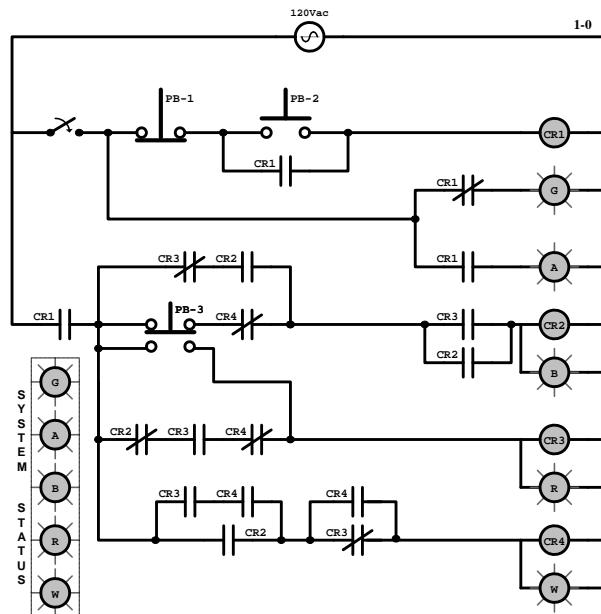 120Vac
1-0
PB-1
PB-2
CR1
CR1
CR1
G
CR1
A
CR3 CR2
CR1
PB-3
CR4
CR3
CR2
CR2
B
G
A
B
R
W
SYSTEM STATUS
CR2 CR3 CR4
CR3
R
CR3 CR4
CR2
CR4
CR3
CR4
W